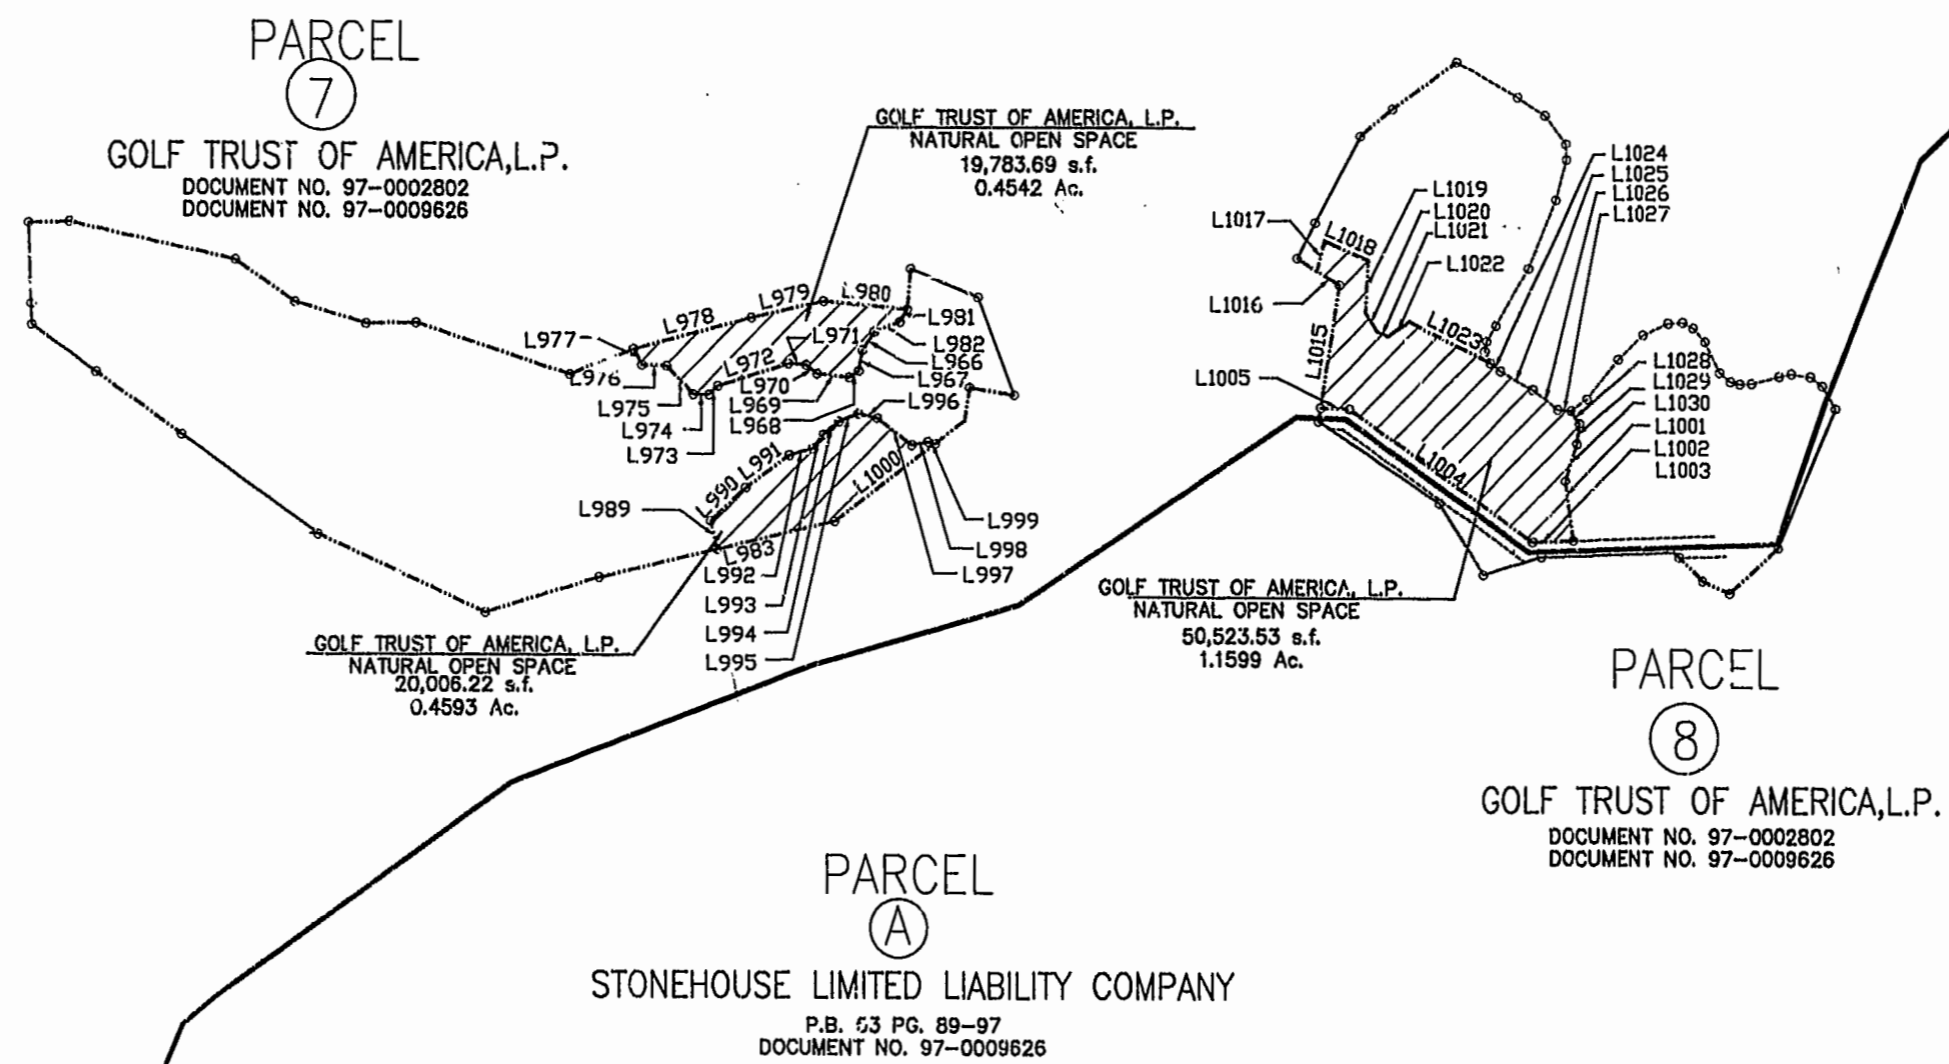 PARCEL
7
GOLF TRUST OF AMERICA,L.P.
DOCUMENT NO. 97-0002802
DOCUMENT NO. 97-0009626
GOLF TRUST OF AMERICA, L.P.
NATURAL OPEN SPACE
19,783.69 s.f.
0.4542 Ac.
L977
L978
L979
L980
L981
L982
L966
L967
L971
L972
L970
L969
L968
L976
L975
L974
L973
L996
L989
L990
L991
L1000
L983
L992
L993
L994
L995
L999
L998
L997
GOLF TRUST OF AMERICA, L.P.
NATURAL OPEN SPACE
20,006.22 s.f.
0.4593 Ac.
L1017
L1018
L1019
L1020
L1021
L1022
L1016
L1015
L1005
L1023
L1024
L1025
L1026
L1027
L1028
L1029
L1030
L1001
L1002
L1003
L1004
GOLF TRUST OF AMERICA, L.P.
NATURAL OPEN SPACE
50,523.53 s.f.
1.1599 Ac.
PARCEL
8
GOLF TRUST OF AMERICA,L.P.
DOCUMENT NO. 97-0002802
DOCUMENT NO. 97-0009626
PARCEL
A
STONEHOUSE LIMITED LIABILITY COMPANY
P.B. 63 PG. 89-97
DOCUMENT NO. 97-0009626